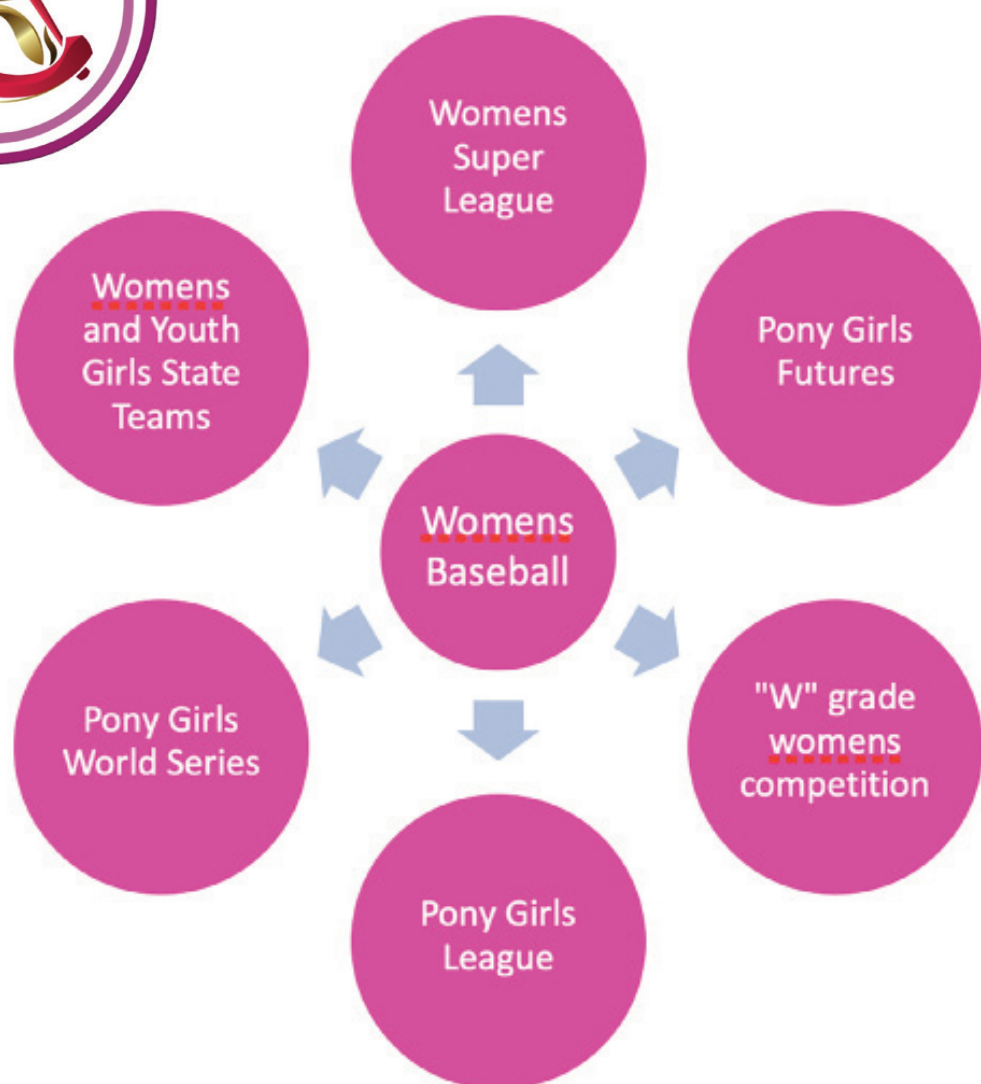 Womens
Super
League
Pony Girls
Futures
"W" grade
womens
competition
Pony Girls
League
Pony Girls
World Series
Womens
and Youth
Girls State
Teams
Womens
Baseball